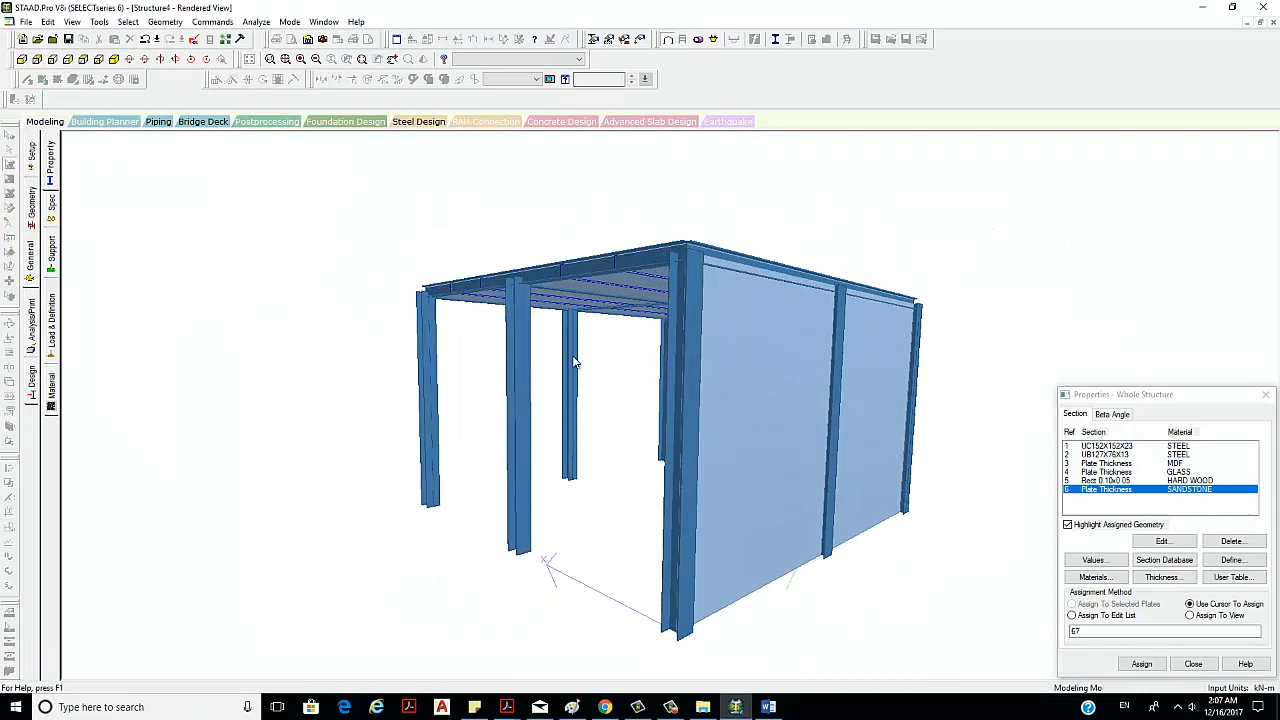 STAAD.Pro V8i (SELECTseries 6) - [Structure4 - Rendered View]
File Edit View Tools Select Geometry Commands Analyze Mode Window Help
Modeling Building Planner Piping Bridge Deck Postprocessing Foundation Design Steel Design RAM Connection Concrete Design Advanced Slab Design Earthquake
Setup
Geometry
General
Analysis/Print
Design
Property
Spec
Support
Load & Definition
Material
X
Properties - Whole Structure
Section Beta Angle
Ref Section Material
1 UC152X152X23 STEEL
2 UB127X76X13 STEEL
3 Plate Thickness MDF
4 Plate Thickness GLASS
5 Rect 0.10x0.05 HARD WOOD
6 Plate Thickness SANDSTONE
Highlight Assigned Geometry
Edit... Delete...
Values... Section Database Define...
Materials... Thickness... User Table...
Assignment Method
Assign To Selected Plates Use Cursor To Assign
Assign To Edit List Assign To View
67
Assign Close Help
For Help, press F1
Modeling Mo Input Units: kN-m
Type here to search
EN
2:07 AM
12/16/2017